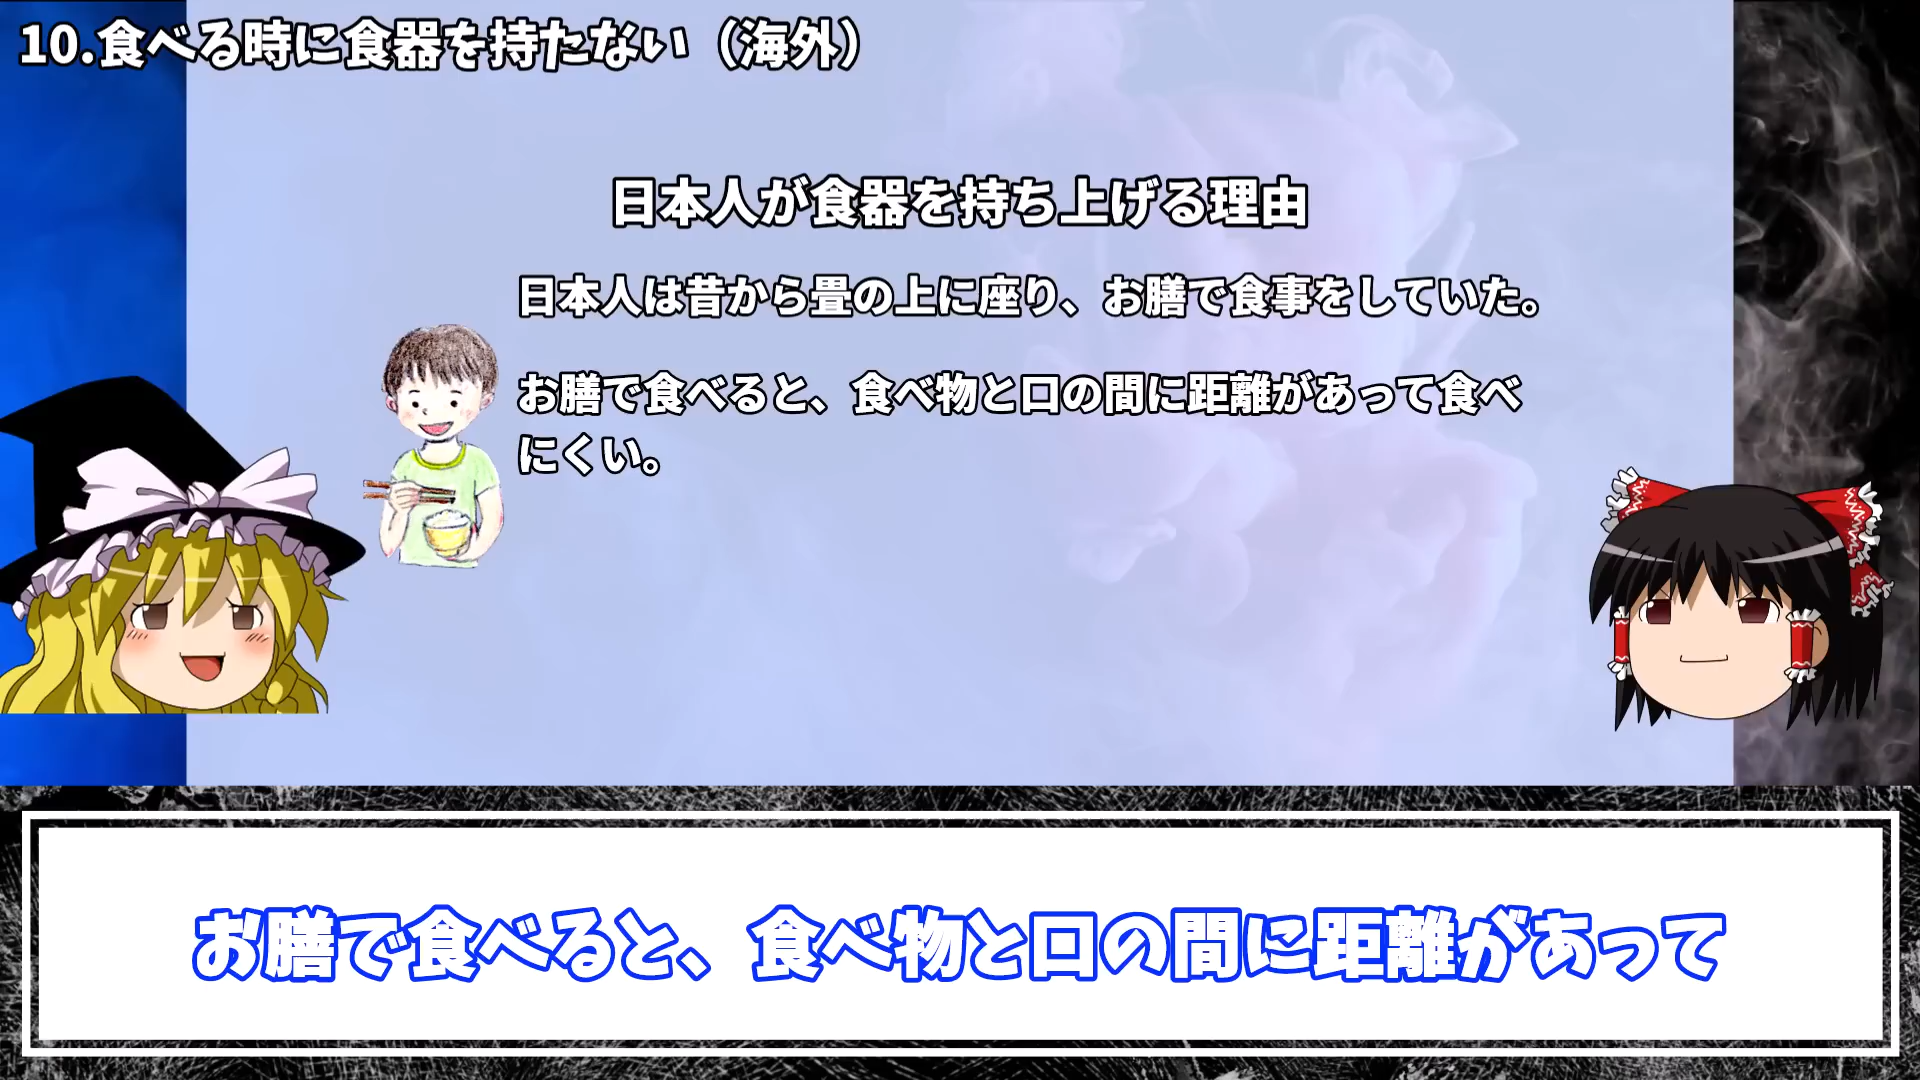 10.食べる時に食器を持たない（海外）
日本人が食器を持ち上げる理由
日本人は昔から畳の上に座り、お膳で食事をしていた。
お膳で食べると、食べ物と口の間に距離があって食べ
にくい。
お膳で食べると、食べ物と口の間に距離があって